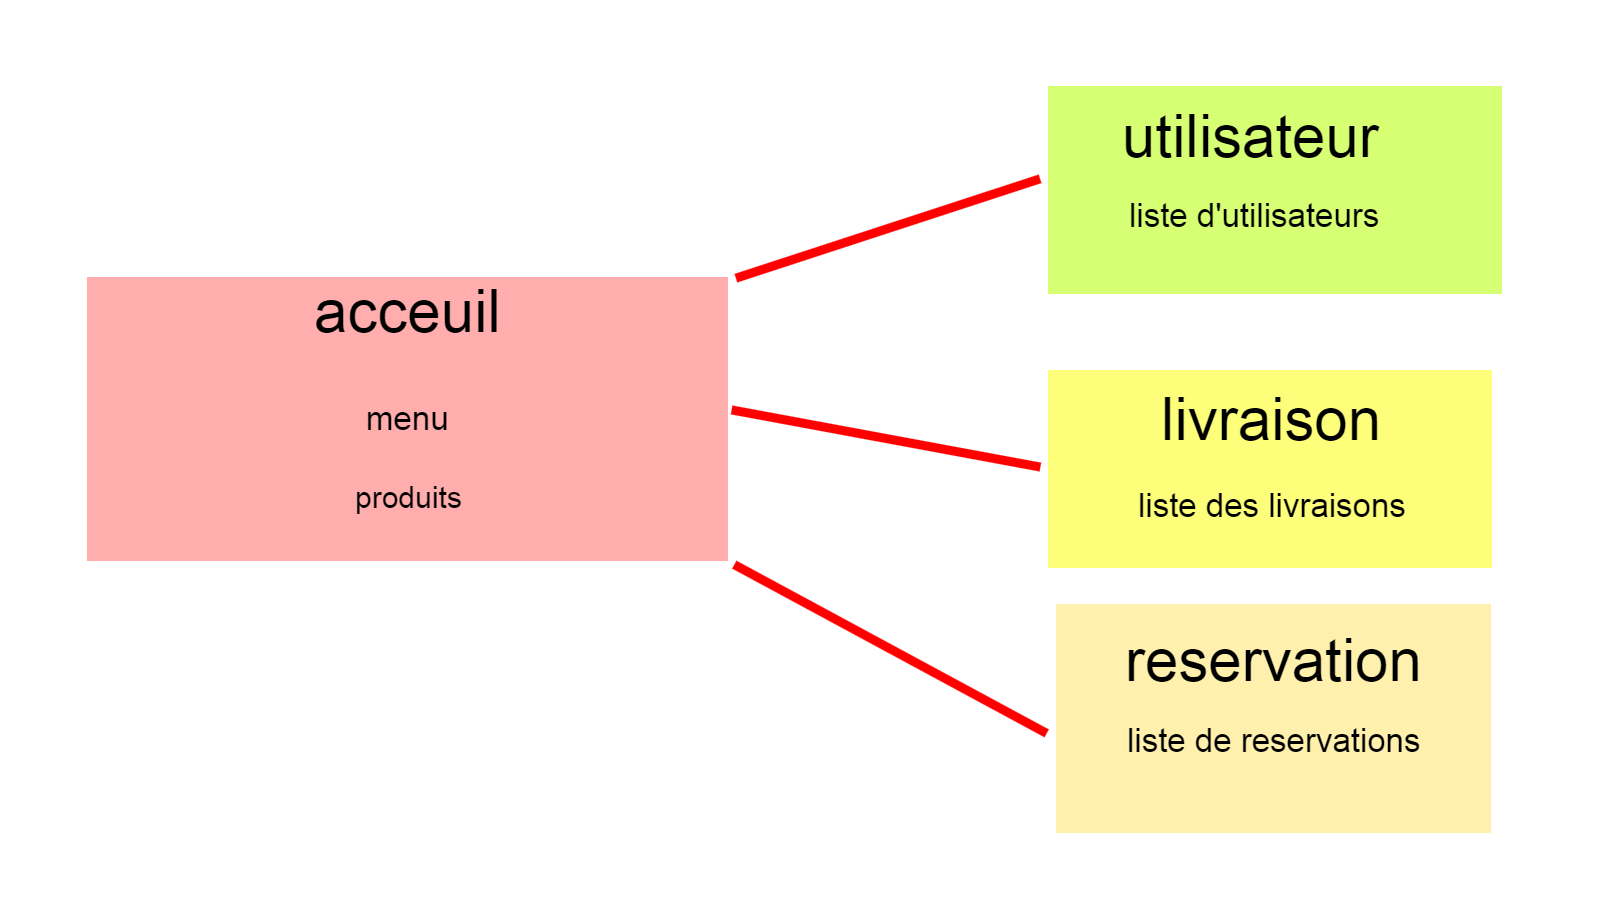 acceuil
menu
produits
utilisateur
liste d'utilisateurs
livraison
liste des livraisons
reservation
liste de reservations